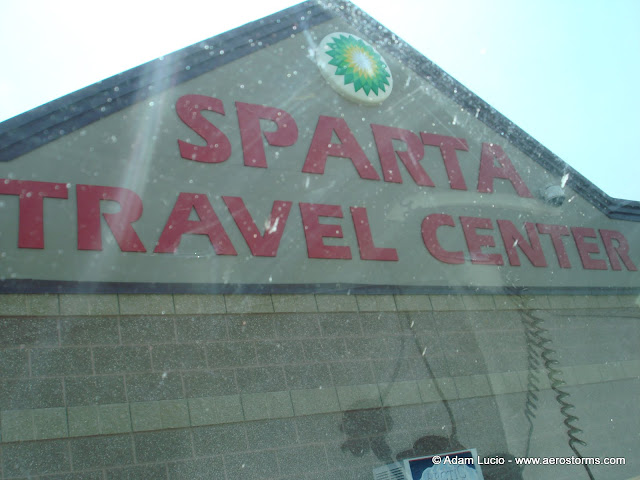 SPARTA
TRAVEL CENTER
© Adam Lucio - www.aerostorms.com